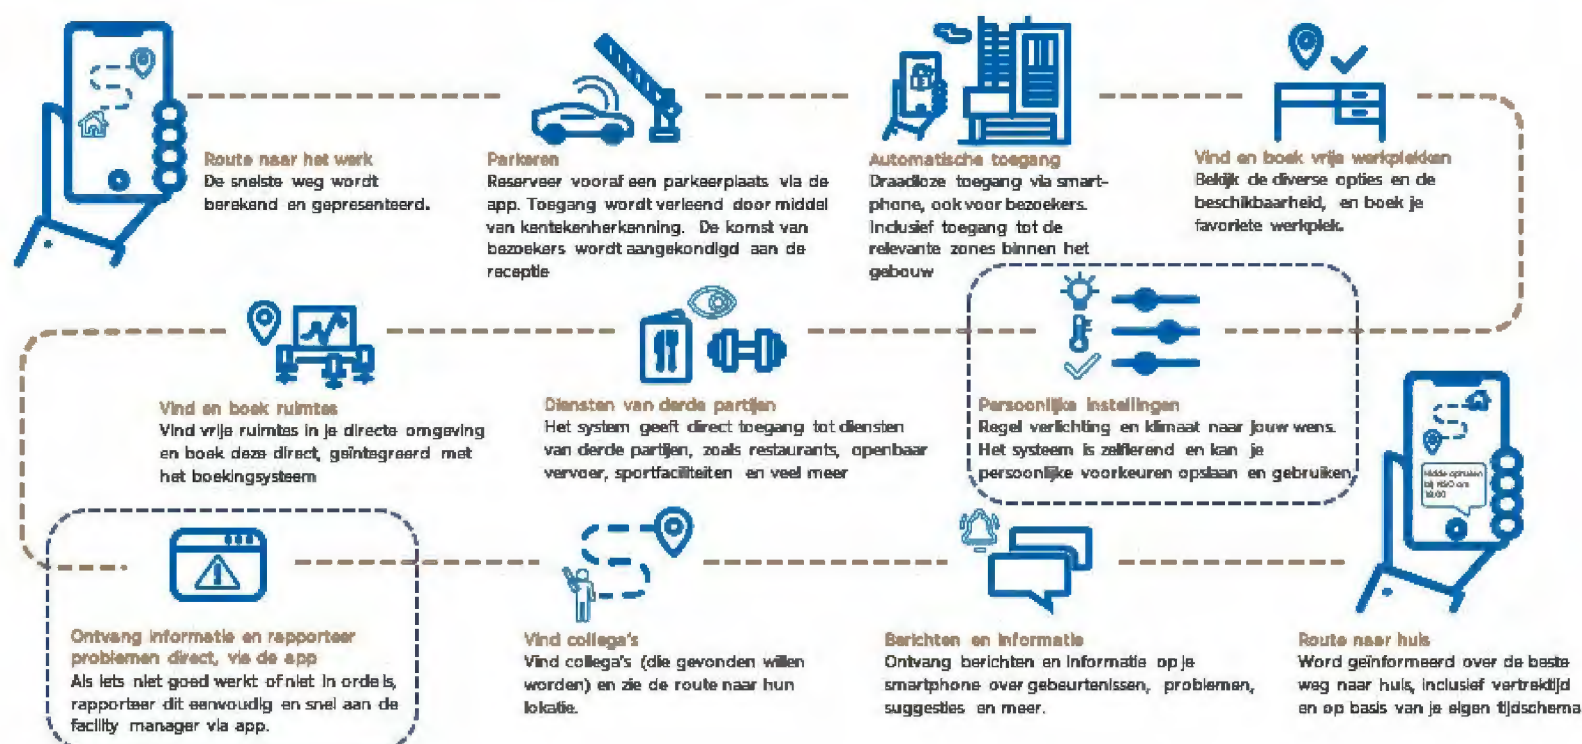 Route naar het werk
De snelste weg wordt
berekend en gepresenteerd.
Parkeren
Reserveer vooraf een parkeerplaats via de
app. Toegang wordt verleend door middel
van kentekenherkenning. De komst van
bezoekers wordt aangekondigd aan de
receptie
Automatische toegang
Draadloze toegang via smart-
phone, ook voor bezoekers.
Inclusief toegang tot de
relevante zones binnen het
gebouw
Vind en boek vrije werkplekken
Bekijk de diverse opties en de
beschikbaarheid, en boek je
favoriete werkplek.
Vind en boek ruimtes
Vind vrije ruimtes in je directe omgeving
en boek deze direct, geïntegreerd met
het boekingsysteem
Diensten van derde partijen
Het system geeft direct toegang tot diensten
van derde partijen, zoals restaurants, openbaar
vervoer, sportfaciliteiten en veel meer
Persoonlijke instellingen
Regel verlichting en klimaat naar jouw wens.
Het systeem is zelflerend en kan je
persoonlijke voorkeuren opslaan en gebruiken
Ontvang informatie en rapporteer
problemen direct, via de app
Als iets niet goed werkt of niet in orde is,
rapporteer dit eenvoudig en snel aan de
facility manager via app.
Vind collega's
Vind collega's (die gevonden willen
worden) en zie de route naar hun
lokatie.
Berichten en informatie
Ontvang berichten en informatie op je
smartphone over gebeurtenissen, problemen,
suggesties en meer.
Route naar huis
Word geïnformeerd over de beste
weg naar huis, inclusief vertrektijd
en op basis van je eigen tijdschema